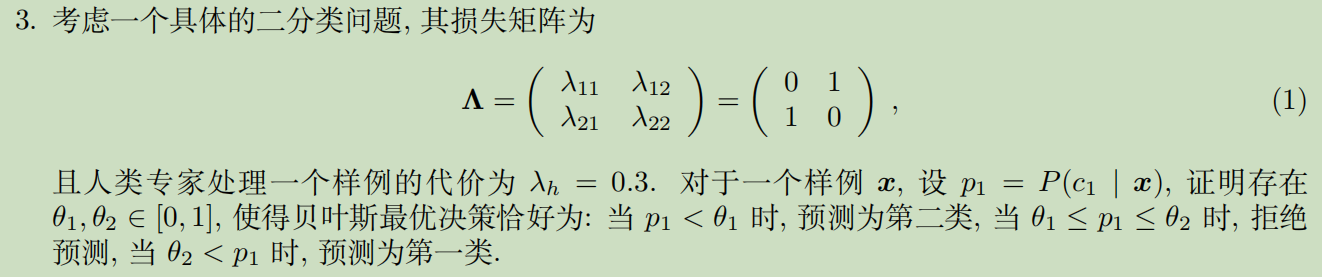 3. 考虑一个具体的二分类问题, 其损失矩阵为
Λ = ( λ11 λ12 ) = ( 0 1 ) , (1)
λ21 λ22 1 0
且人类专家处理一个样例的代价为 λh = 0.3. 对于一个样例 x, 设 p1 = P(c1 | x), 证明存在
θ1, θ2 ∈ [0, 1], 使得贝叶斯最优决策恰好为: 当 p1 < θ1 时, 预测为第二类, 当 θ1 ≤ p1 ≤ θ2 时, 拒绝
预测, 当 θ2 < p1 时, 预测为第一类.